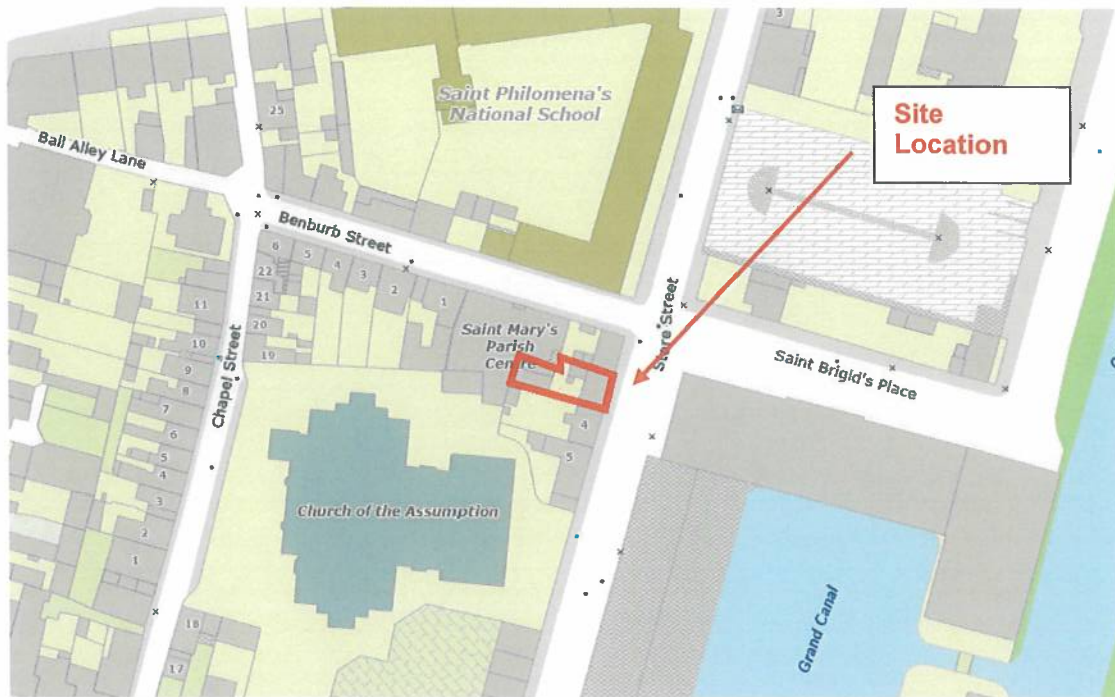 3
Saint Philomena's
National School
Site
Location
25
Ball Alley Lane
Benburb Street
6
5
4
3
2
1
22
21
20
19
11
10
9
8
7
6
5
4
3
2
1
Chapel Street
Saint Mary's
Parish
Centre
Store Street
Saint Brigid's Place
4
5
Church of the Assumption
Grand Canal
18
17